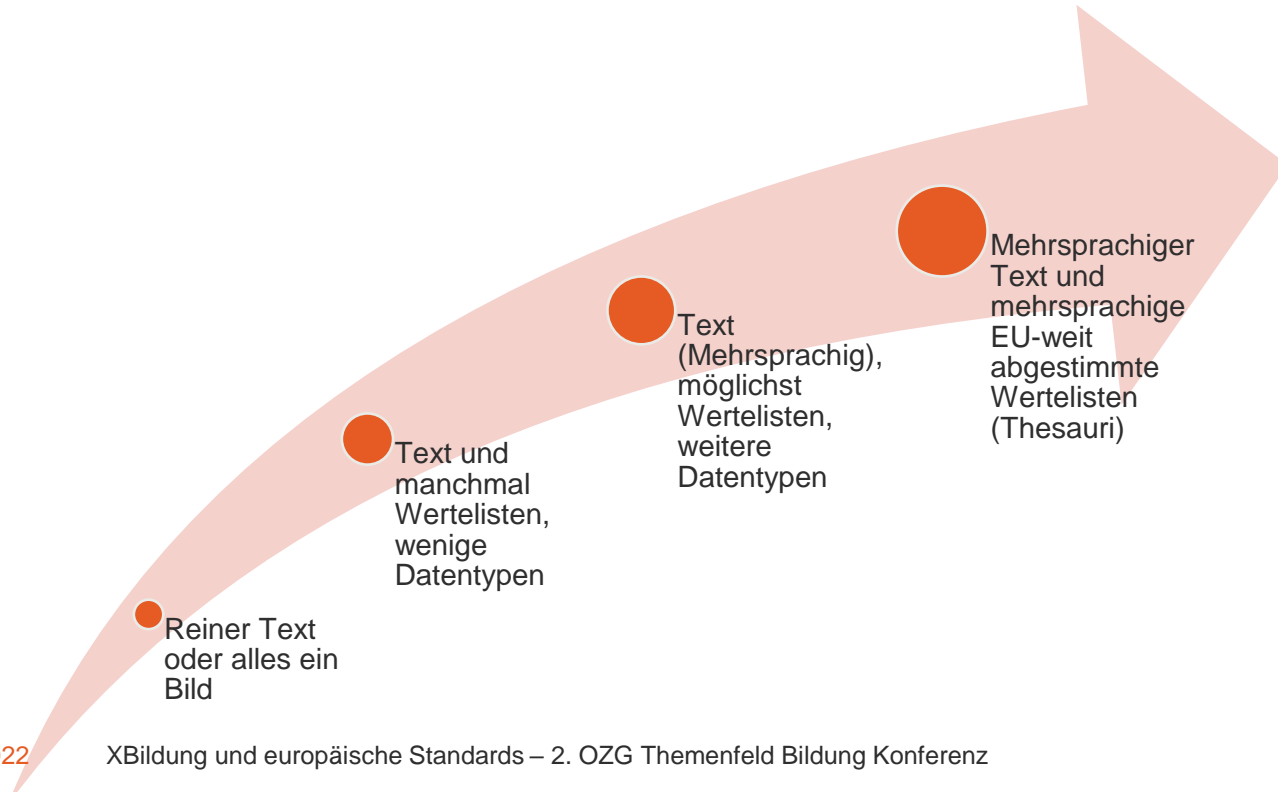 Mehrsprachiger
Text und
mehrsprachige
EU-weit
abgestimmte
Wertelisten
(Thesauri)
Text
(Mehrsprachig),
möglichst
Wertelisten,
weitere
Datentypen
Text und
manchmal
Wertelisten,
wenige
Datentypen
Reiner Text
oder alles ein
Bild
22 XBildung und europäische Standards – 2. OZG Themenfeld Bildung Konferenz